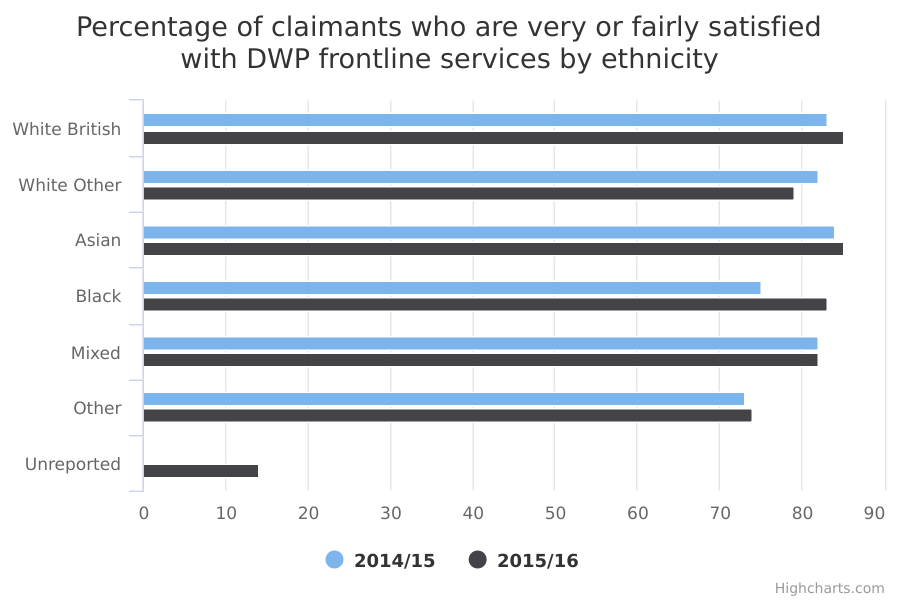 Percentage of claimants who are very or fairly satisfied
with DWP frontline services by ethnicity
White British
White Other
Asian
Black
Mixed
Other
Unreported
0 10 20 30 40 50 60 70 80 90
2014/15 2015/16
Highcharts.com